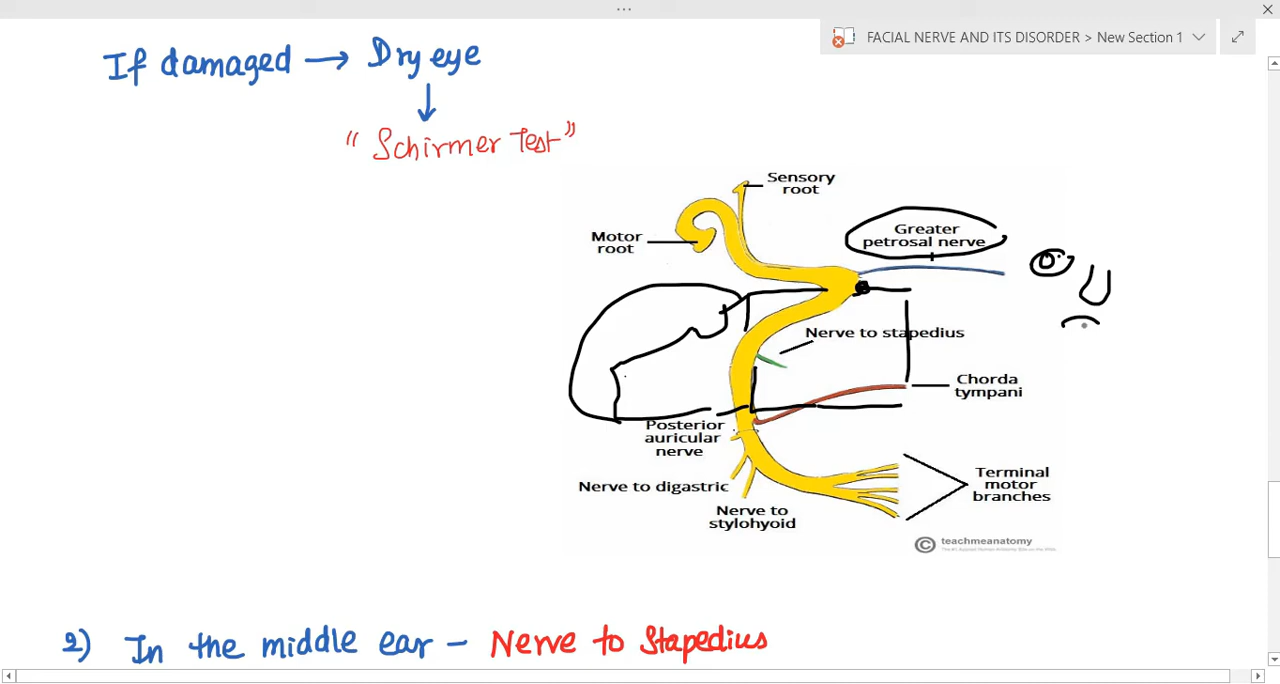 FACIAL NERVE AND ITS DISORDER > New Section 1
If damaged → Dry eye
↓
"Schirmer Test"
Sensory
root
Motor
root
Greater
petrosal nerve
Nerve to stapedius
Chorda
tympani
Posterior
auricular
nerve
Nerve to digastric
Nerve to
stylohyoid
Terminal
motor
branches
© teachmeanatomy
2) In the middle ear - Nerve to Stapedius